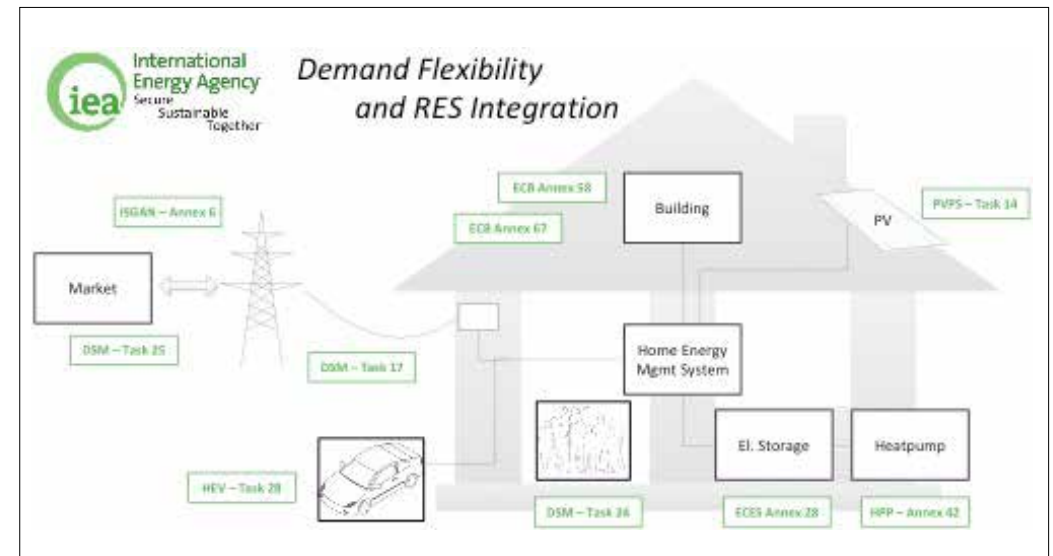 iea
International
Energy Agency
Secure
Sustainable
Together
Demand Flexibility
and RES Integration
ECB Annex 58
ISGAN – Annex 6
ECB Annex 67
Building
PV
PVPS – Task 14
Market
DSM – Task 25
DSM – Task 17
Home Energy
Mgmt System
El. Storage
Heatpump
HEV – Task 28
DSM – Task 24
ECES Annex 28
HPP – Annex 42